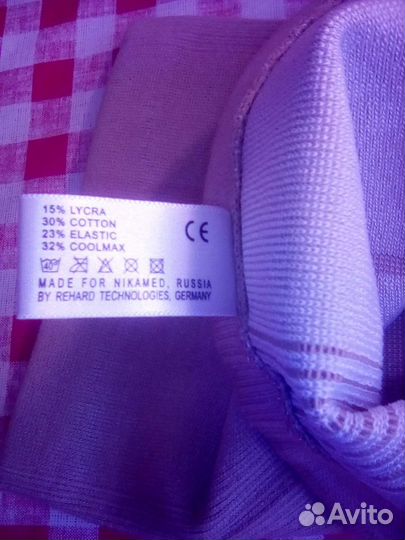 15% LYCRA
30% COTTON
23% ELASTIC
32% COOLMAX
CE
40°
MADE FOR NIKAMED, RUSSIA
BY REHARD TECHNOLOGIES, GERMANY
Avito